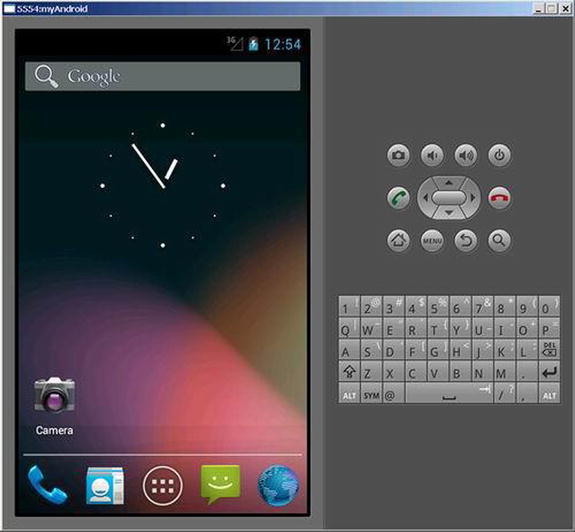 5554:myAndroid
3G 12:54
Google
Camera
MENU
1 ! 2 @ 3 # 4 $ 5 % 6 ^ 7 & 8 * 9 ( 0 )
Q W E R T Y U I O P
A S D F G H J K L DEL
Z X C V B N M .
ALT SYM @ / ? , ALT